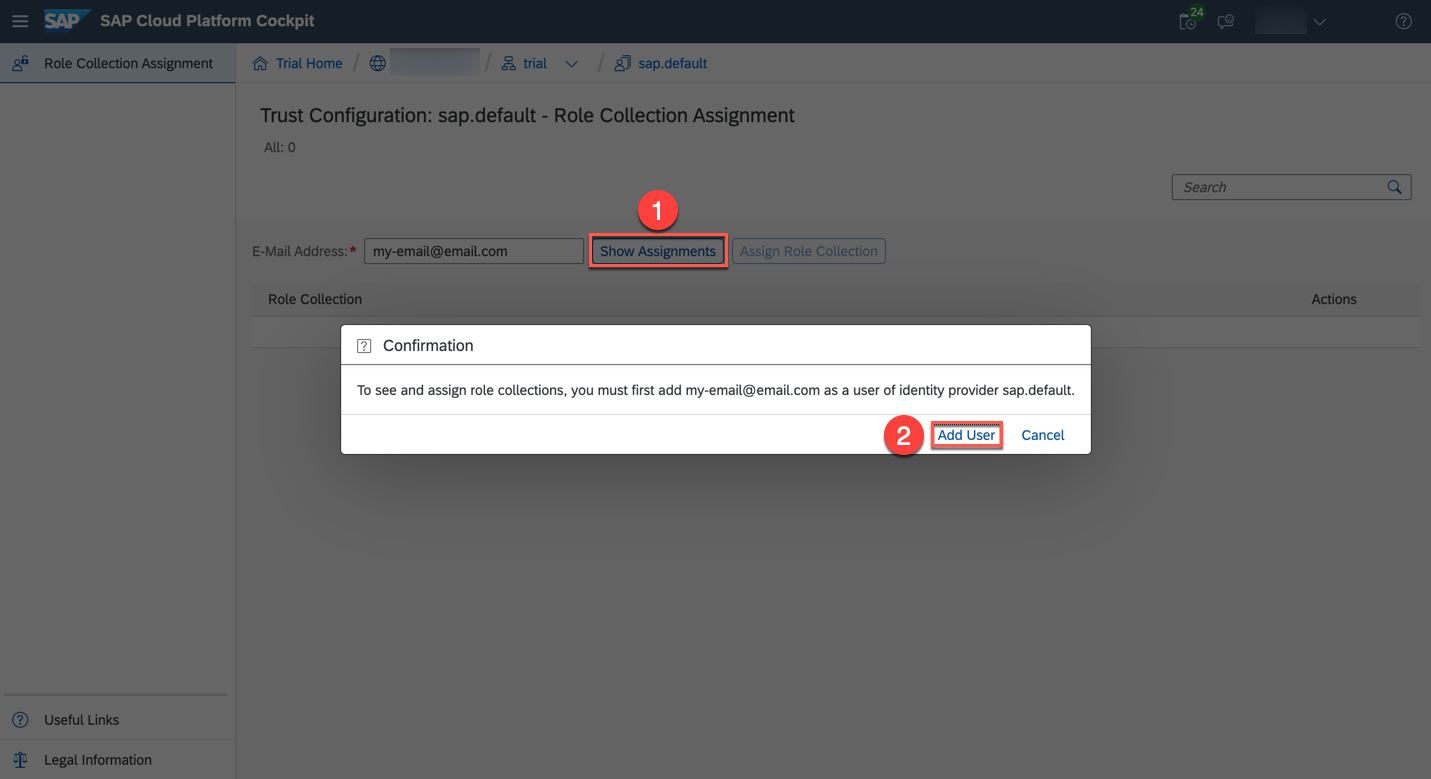 SAP SAP Cloud Platform Cockpit 24
Role Collection Assignment
Trial Home / / trial / sap.default
Trust Configuration: sap.default - Role Collection Assignment
All: 0
Search
1
E-Mail Address:* my-email@email.com Show Assignments Assign Role Collection
Role Collection Actions
Confirmation
To see and assign role collections, you must first add my-email@email.com as a user of identity provider sap.default.
2 Add User Cancel
Useful Links
Legal Information